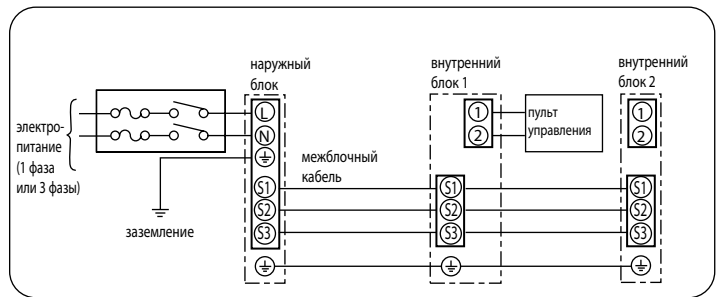 наружный
блок
внутренний
блок 1
внутренний
блок 2
электро-
питание
(1 фаза
или 3 фазы)
L
N
заземление
межблочный
кабель
1
2
пульт
управления
1
2
S1
S2
S3
S1
S2
S3
S1
S2
S3